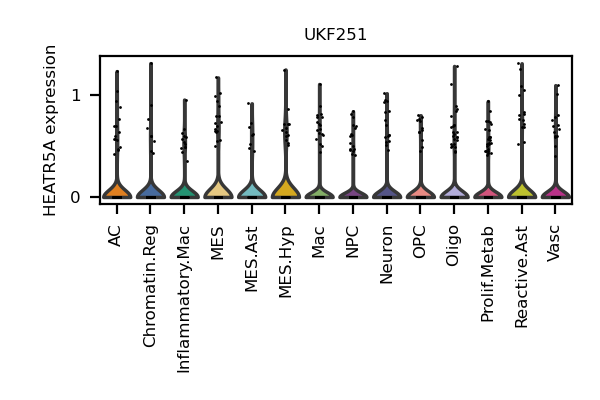 UKF251
HEATR5A expression
1
0
AC
Chromatin.Reg
Inflammatory.Mac
MES
MES.Ast
MES.Hyp
Mac
NPC
Neuron
OPC
Oligo
Prolif.Metab
Reactive.Ast
Vasc